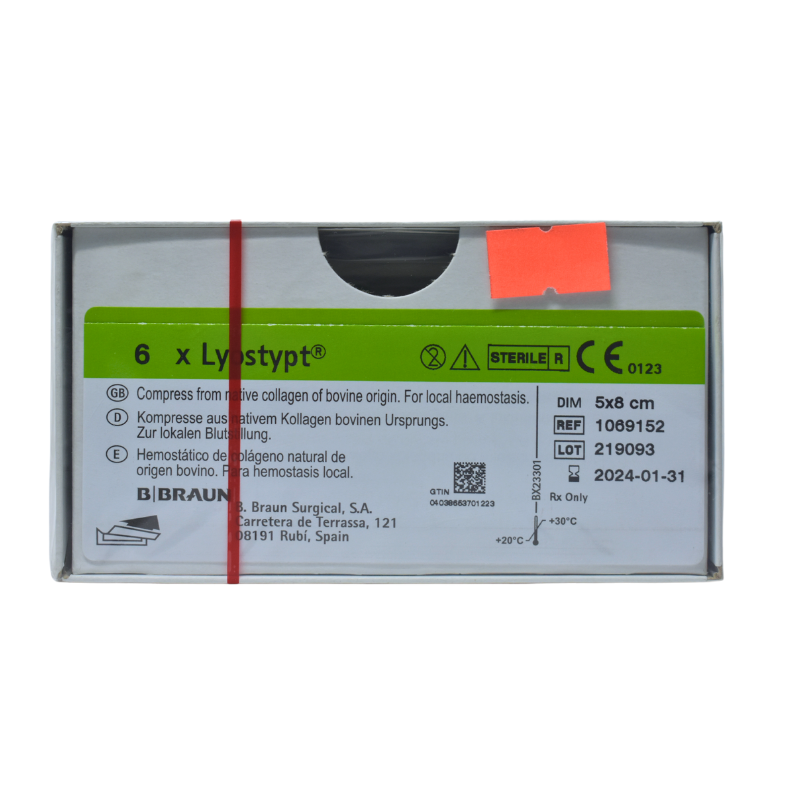 6 x Lyostypt®
2 STERILE R CE 0123
GB Compress from native collagen of bovine origin. For local haemostasis.
D Kompresse aus nativem Kollagen bovinen Ursprungs.
Zur lokalen Blutstillung.
E Hemostático de colágeno natural de
origen bovino. Para hemostasis local.
B|BRAUN
B. Braun Surgical, S.A.
Carretera de Terrassa, 121
08191 Rubí, Spain
GTIN
04038653701223
BX23301
+30°C
+20°C
DIM 5x8 cm
REF 1069152
LOT 219093
2024-01-31
Rx Only